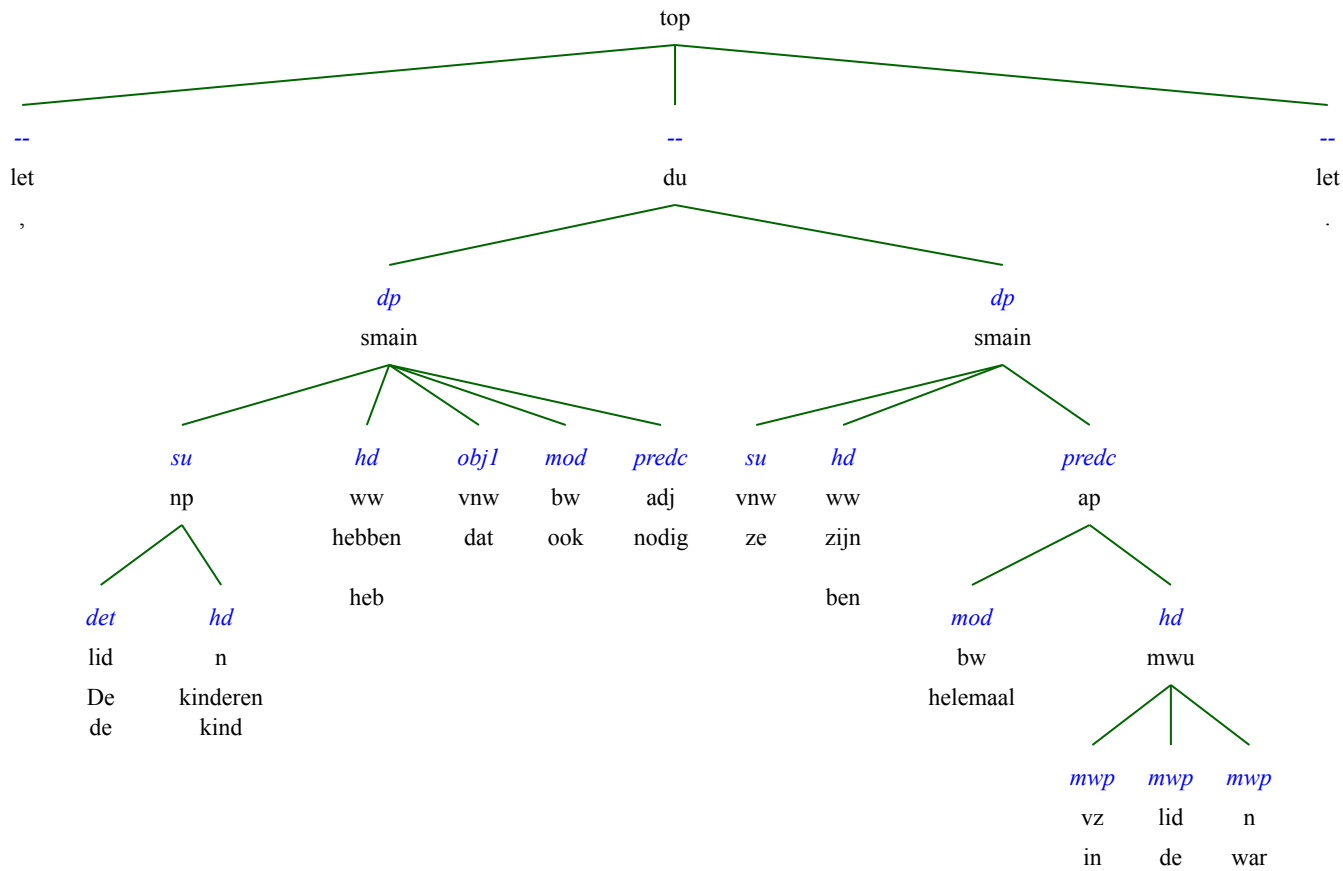 top
-- -- --
let du let
, .
dp dp
smain smain
su hd obj1 mod predc su hd predc
np ww vnw bw adj vnw ww ap
hebben dat ook nodig ze zijn
heb ben
det hd mod hd
lid n bw mwu
De kinderen helemaal
de kind
mwp mwp mwp
vz lid n
in de war